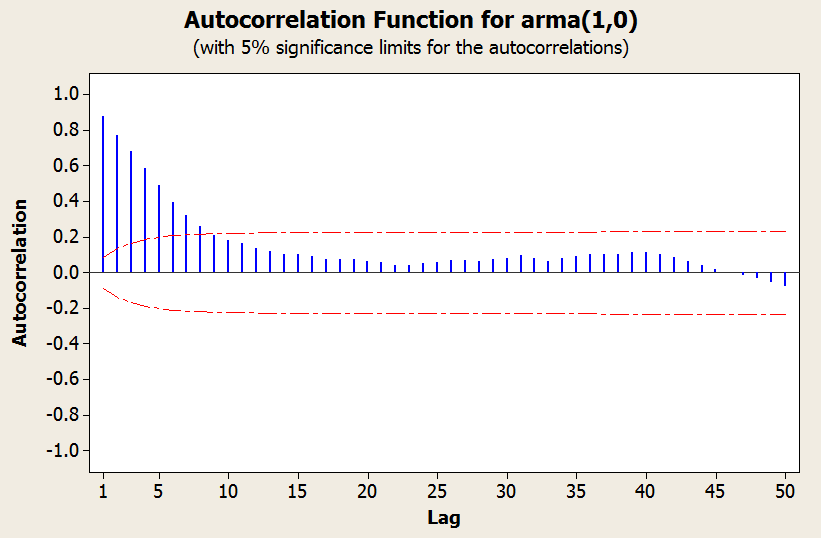 Autocorrelation Function for arma(1,0)
(with 5% significance limits for the autocorrelations)
1.0
0.8
0.6
0.4
0.2
0.0
-0.2
-0.4
-0.6
-0.8
-1.0
Autocorrelation
1 5 10 15 20 25 30 35 40 45 50
Lag